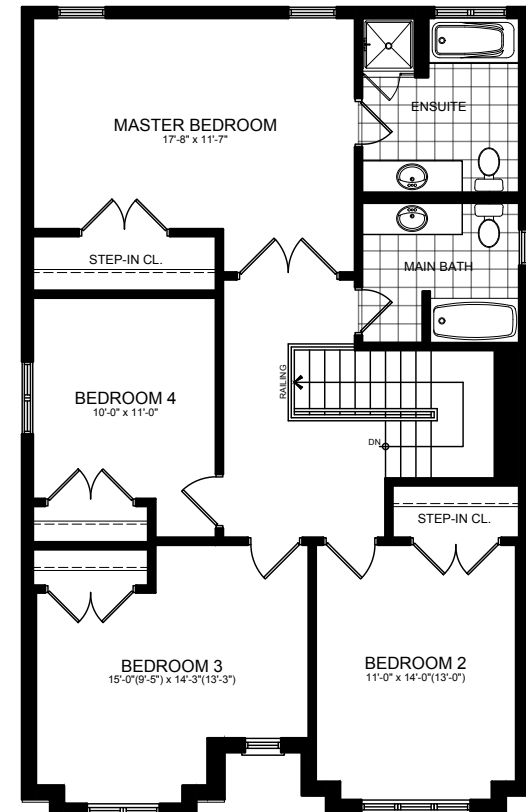 ENSUITE
MASTER BEDROOM
17'-8" x 11'-7"
STEP-IN CL.
MAIN BATH
RAILING
BEDROOM 4
10'-0" x 11'-0"
DN
STEP-IN CL.
BEDROOM 3
15'-0"(9'-5") x 14'-3"(13'-3")
BEDROOM 2
11'-0" x 14'-0"(13'-0")